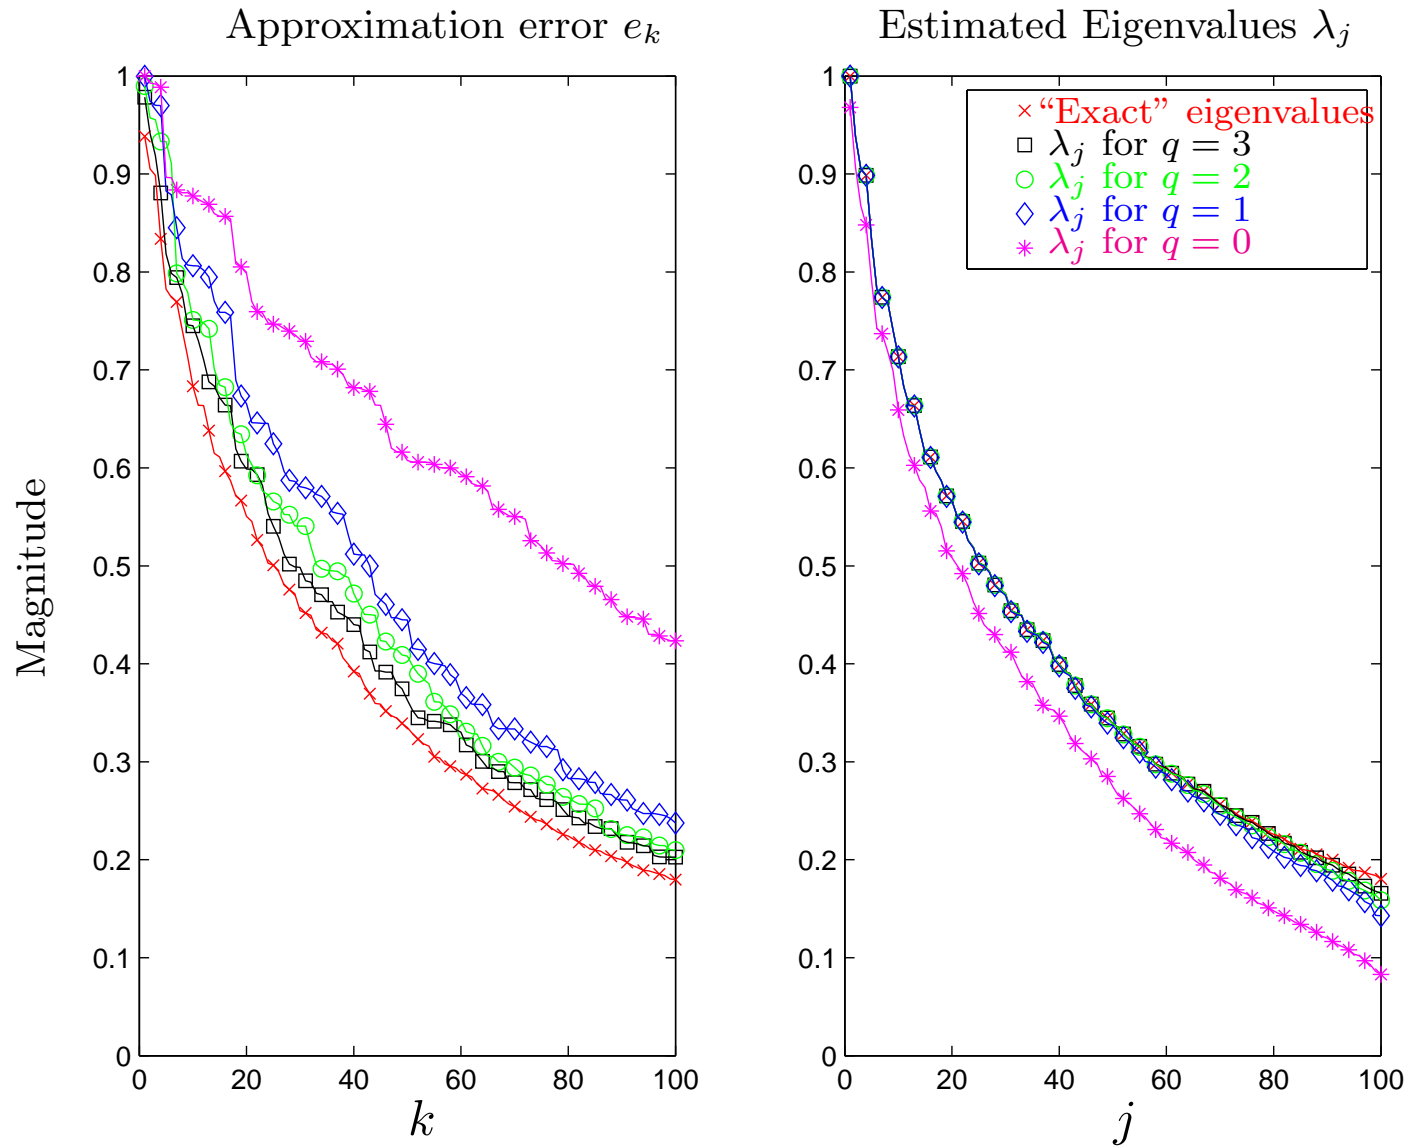 Approximation error e_k
Estimated Eigenvalues λ_j
Magnitude
1
0.9
0.8
0.7
0.6
0.5
0.4
0.3
0.2
0.1
0
0 20 40 60 80 100
k
1
0.9
0.8
0.7
0.6
0.5
0.4
0.3
0.2
0.1
0
0 20 40 60 80 100
j
“Exact” eigenvalues
λ_j for q = 3
λ_j for q = 2
λ_j for q = 1
λ_j for q = 0